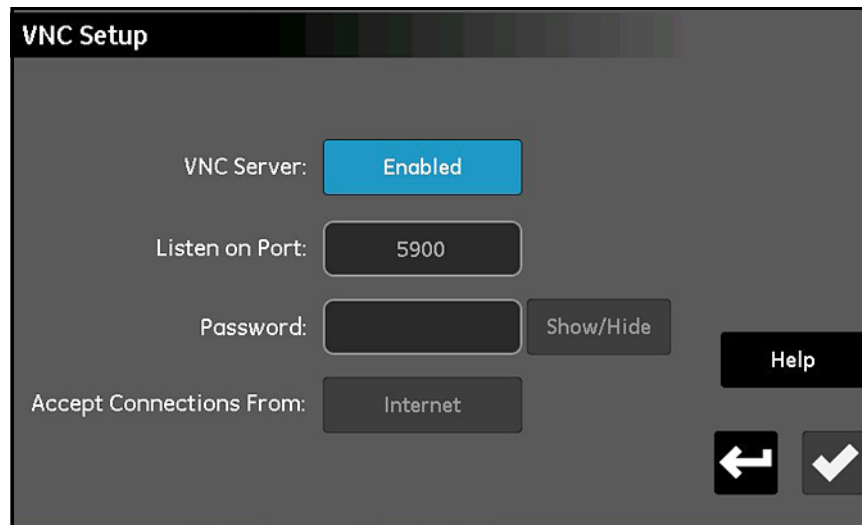 VNC Setup
VNC Server: Enabled
Listen on Port: 5900
Password: Show/Hide
Help
Accept Connections From: Internet